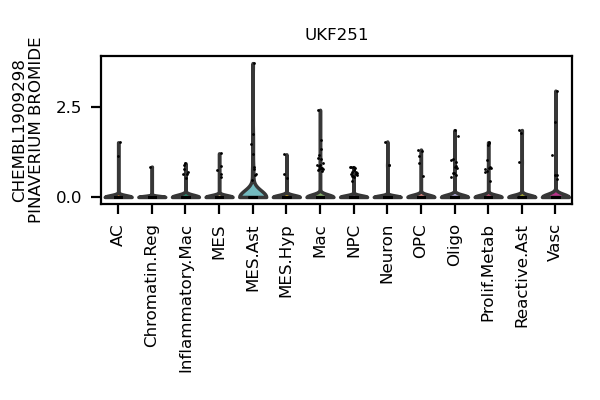 UKF251
CHEMBL1909298
PINAVERIUM BROMIDE
2.5
0.0
AC
Chromatin.Reg
Inflammatory.Mac
MES
MES.Ast
MES.Hyp
Mac
NPC
Neuron
OPC
Oligo
Prolif.Metab
Reactive.Ast
Vasc